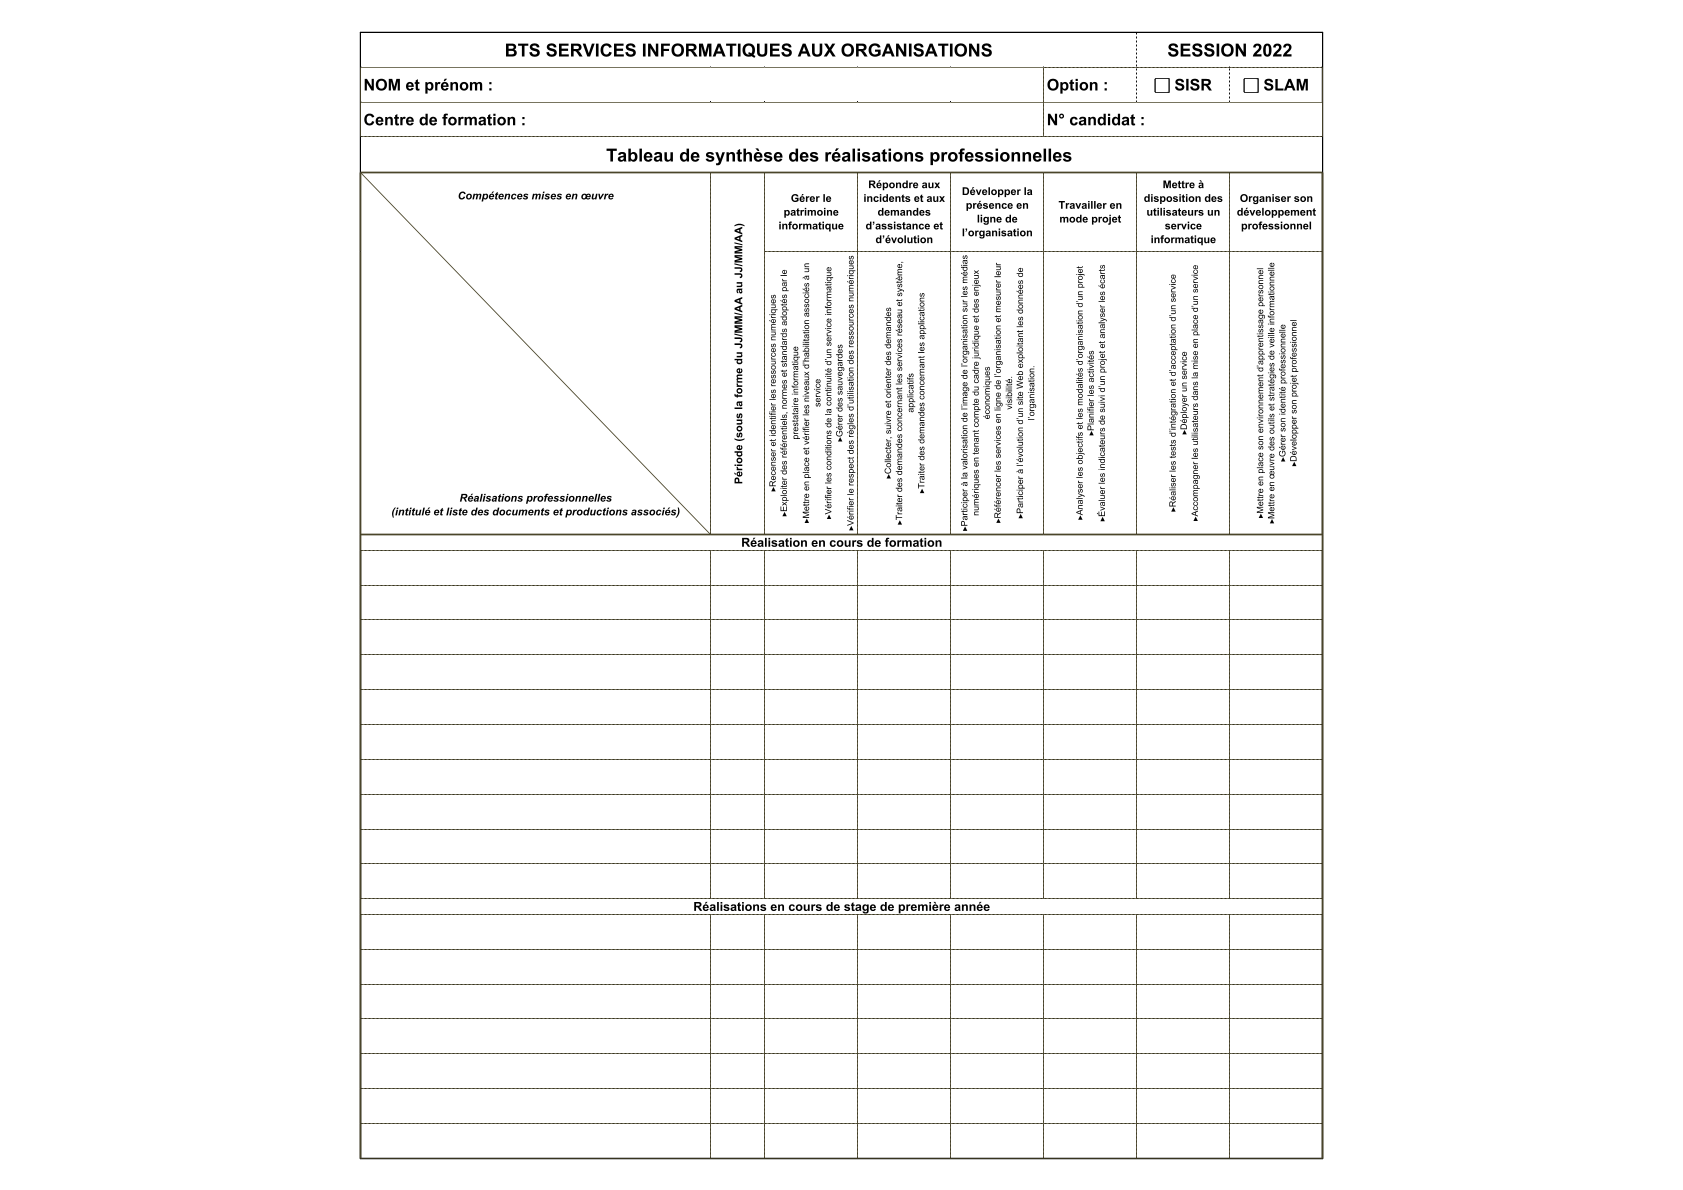 BTS SERVICES INFORMATIQUES AUX ORGANISATIONS
SESSION 2022
NOM et prénom :
Option :
SISR
SLAM
Centre de formation :
N° candidat :
Tableau de synthèse des réalisations professionnelles
Compétences mises en œuvre
Réalisations professionnelles
(intitulé et liste des documents et productions associés)
Période (sous la forme du JJ/MM/AA au JJ/MM/AA)
Gérer le
patrimoine
informatique
Répondre aux
incidents et aux
demandes
d’assistance et
d’évolution
Développer la
présence en
ligne de
l’organisation
Travailler en
mode projet
Mettre à
disposition des
utilisateurs un
service
informatique
Organiser son
développement
professionnel
▸Recenser et identifier les ressources numériques
▸Exploiter des référentiels, normes et standards adoptés par le
prestataire informatique
▸Mettre en place et vérifier les niveaux d’habilitation associés à un
service
▸Vérifier les conditions de la continuité d’un service informatique
▸Gérer des sauvegardes
▸Vérifier le respect des règles d’utilisation des ressources numériques
▸Collecter, suivre et orienter des demandes
▸Traiter des demandes concernant les services réseau et système,
applicatifs
▸Traiter des demandes concernant les applications
▸Participer à la valorisation de l’image de l’organisation sur les médias
numériques en tenant compte du cadre juridique et des enjeux
économiques
▸Référencer les services en ligne de l’organisation et mesurer leur
visibilité.
▸Participer à l’évolution d’un site Web exploitant les données de
l’organisation.
▸Analyser les objectifs et les modalités d’organisation d’un projet
▸Planifier les activités
▸Évaluer les indicateurs de suivi d’un projet et analyser les écarts
▸Réaliser les tests d’intégration et d’acceptation d’un service
▸Déployer un service
▸Accompagner les utilisateurs dans la mise en place d’un service
▸Mettre en place son environnement d’apprentissage personnel
▸Mettre en œuvre des outils et stratégies de veille informationnelle
▸Gérer son identité professionnelle
▸Développer son projet professionnel
Réalisation en cours de formation
Réalisations en cours de stage de première année